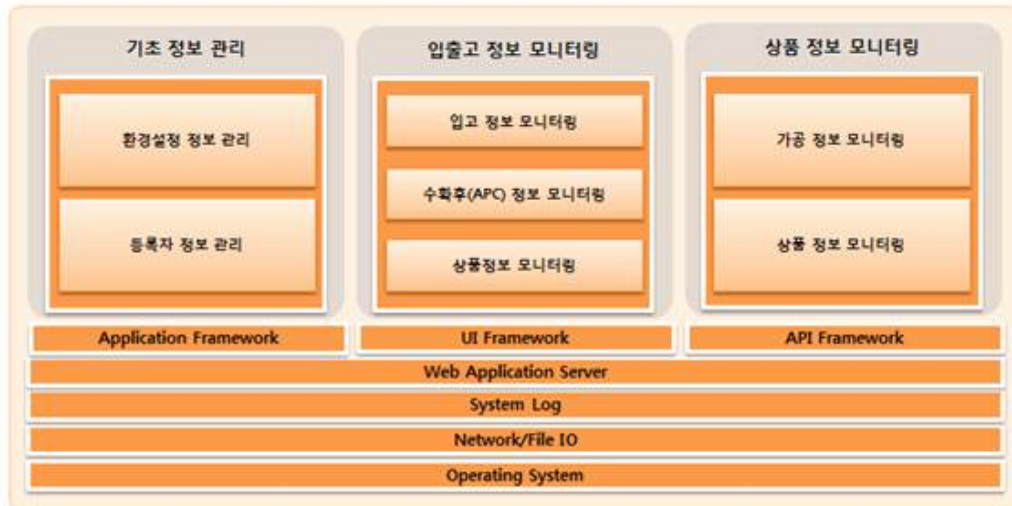 기초 정보 관리
환경설정 정보 관리
등록자 정보 관리
입출고 정보 모니터링
입고 정보 모니터링
수확후(APC) 정보 모니터링
상품정보 모니터링
상품 정보 모니터링
가공 정보 모니터링
상품 정보 모니터링
Application Framework
UI Framework
API Framework
Web Application Server
System Log
Network/File IO
Operating System